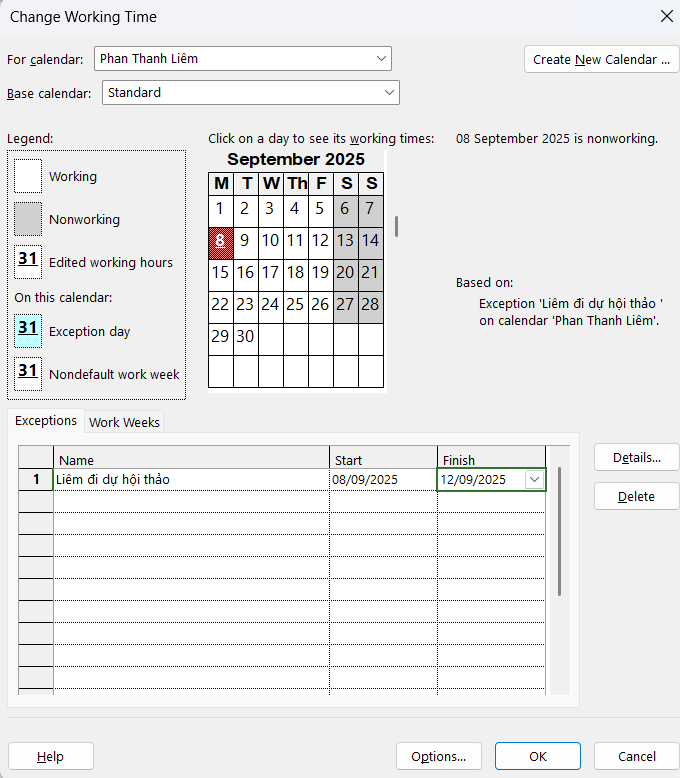 Change Working Time
For calendar: Phan Thanh Liêm
Create New Calendar ...
Base calendar: Standard
Legend:
Click on a day to see its working times:
08 September 2025 is nonworking.
Working
Nonworking
31 Edited working hours
On this calendar:
31 Exception day
31 Nondefault work week
September 2025
M T W Th F S S
1 2 3 4 5 6 7
8 9 10 11 12 13 14
15 16 17 18 19 20 21
22 23 24 25 26 27 28
29 30
Based on:
Exception 'Liêm đi dự hội thảo '
on calendar 'Phan Thanh Liêm'.
Exceptions Work Weeks
Name Start Finish
1 Liêm đi dự hội thảo 08/09/2025 12/09/2025
Details...
Delete
Help Options... OK Cancel